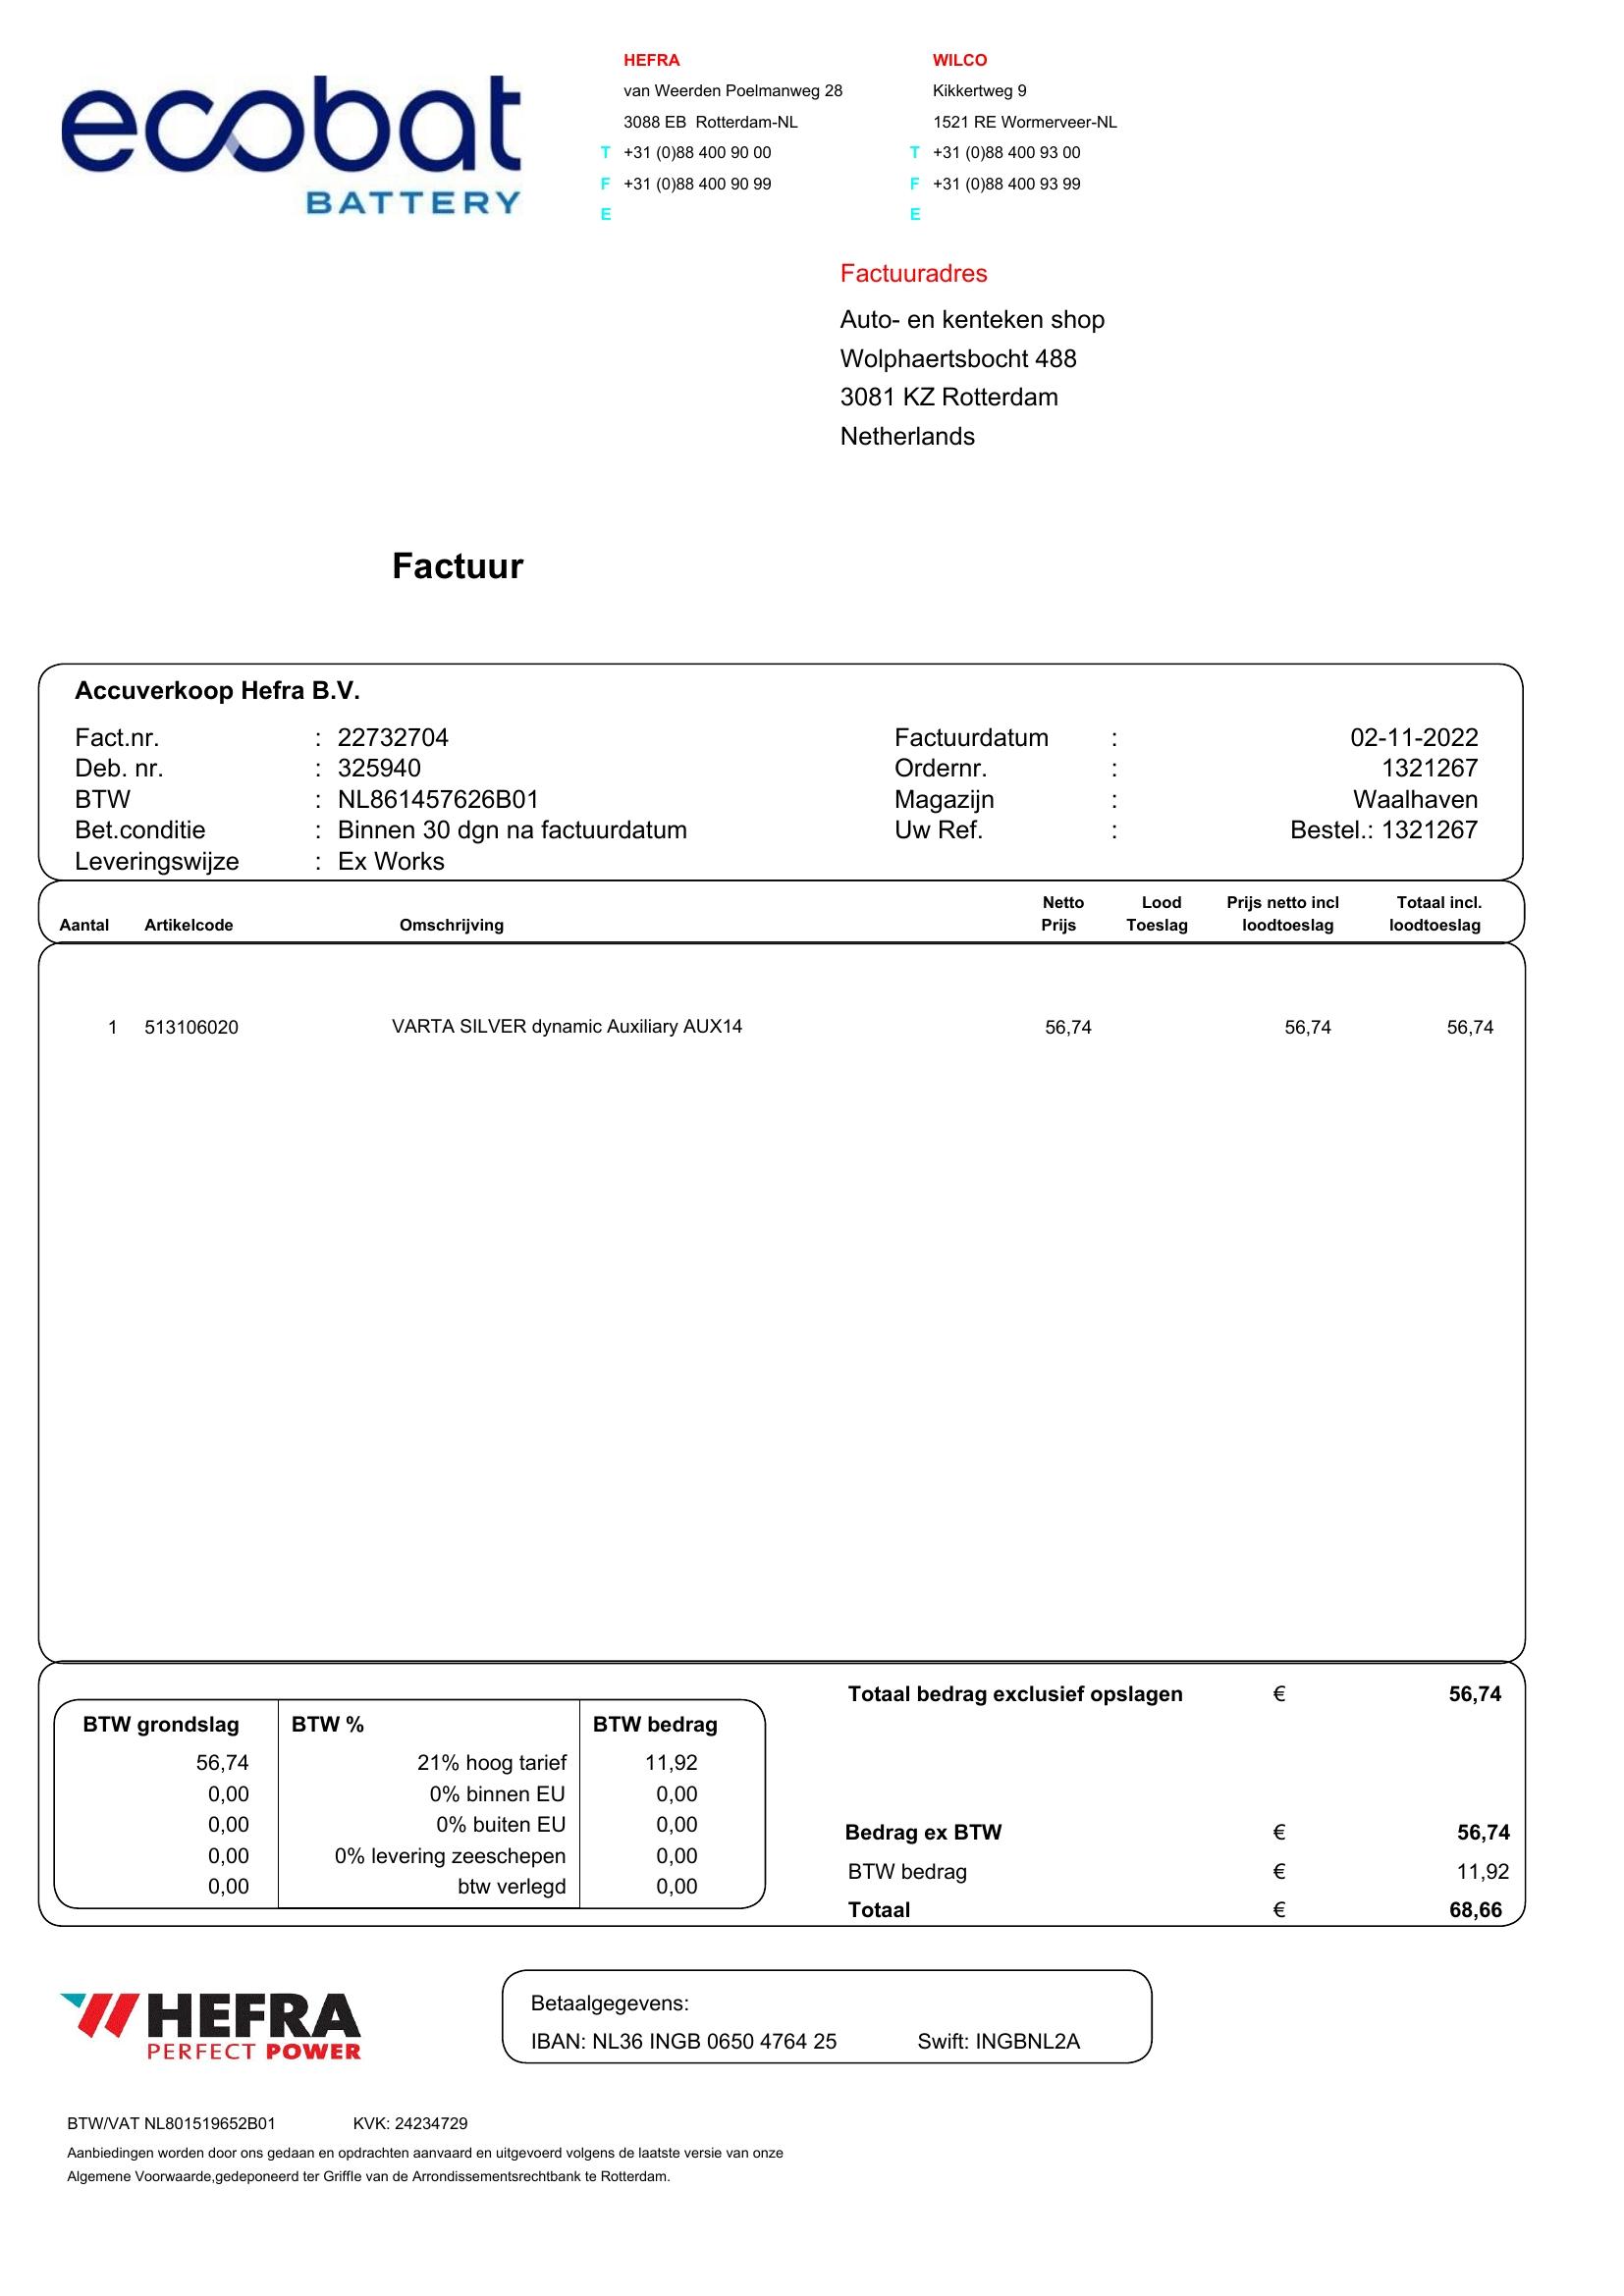 ecobat
BATTERY
HEFRA
van Weerden Poelmanweg 28
3088 EB  Rotterdam-NL
T +31 (0)88 400 90 00
F +31 (0)88 400 90 99
E
WILCO
Kikkertweg 9
1521 RE Wormerveer-NL
T +31 (0)88 400 93 00
F +31 (0)88 400 93 99
E
Factuuradres
Auto- en kenteken shop
Wolphaertsbocht 488
3081 KZ Rotterdam
Netherlands
Factuur
Accuverkoop Hefra B.V.
Fact.nr. : 22732704 Factuurdatum : 02-11-2022
Deb. nr. : 325940 Ordernr. : 1321267
BTW : NL861457626B01 Magazijn : Waalhaven
Bet.conditie : Binnen 30 dgn na factuurdatum Uw Ref. : Bestel.: 1321267
Leveringswijze : Ex Works
Netto Lood Prijs netto incl Totaal incl.
Aantal Artikelcode Omschrijving Prijs Toeslag loodtoeslag loodtoeslag
1 513106020 VARTA SILVER dynamic Auxiliary AUX14 56,74 56,74 56,74
Totaal bedrag exclusief opslagen € 56,74
BTW grondslag BTW % BTW bedrag
56,74 21% hoog tarief 11,92
0,00 0% binnen EU 0,00
0,00 0% buiten EU 0,00
0,00 0% levering zeeschepen 0,00
0,00 btw verlegd 0,00
Bedrag ex BTW € 56,74
BTW bedrag € 11,92
Totaal € 68,66
HEFRA
PERFECT POWER
Betaalgegevens:
IBAN: NL36 INGB 0650 4764 25 Swift: INGBNL2A
BTW/VAT NL801519652B01 KVK: 24234729
Aanbiedingen worden door ons gedaan en opdrachten aanvaard en uitgevoerd volgens de laatste versie van onze
Algemene Voorwaarde,gedeponeerd ter Griffle van de Arrondissementsrechtbank te Rotterdam.